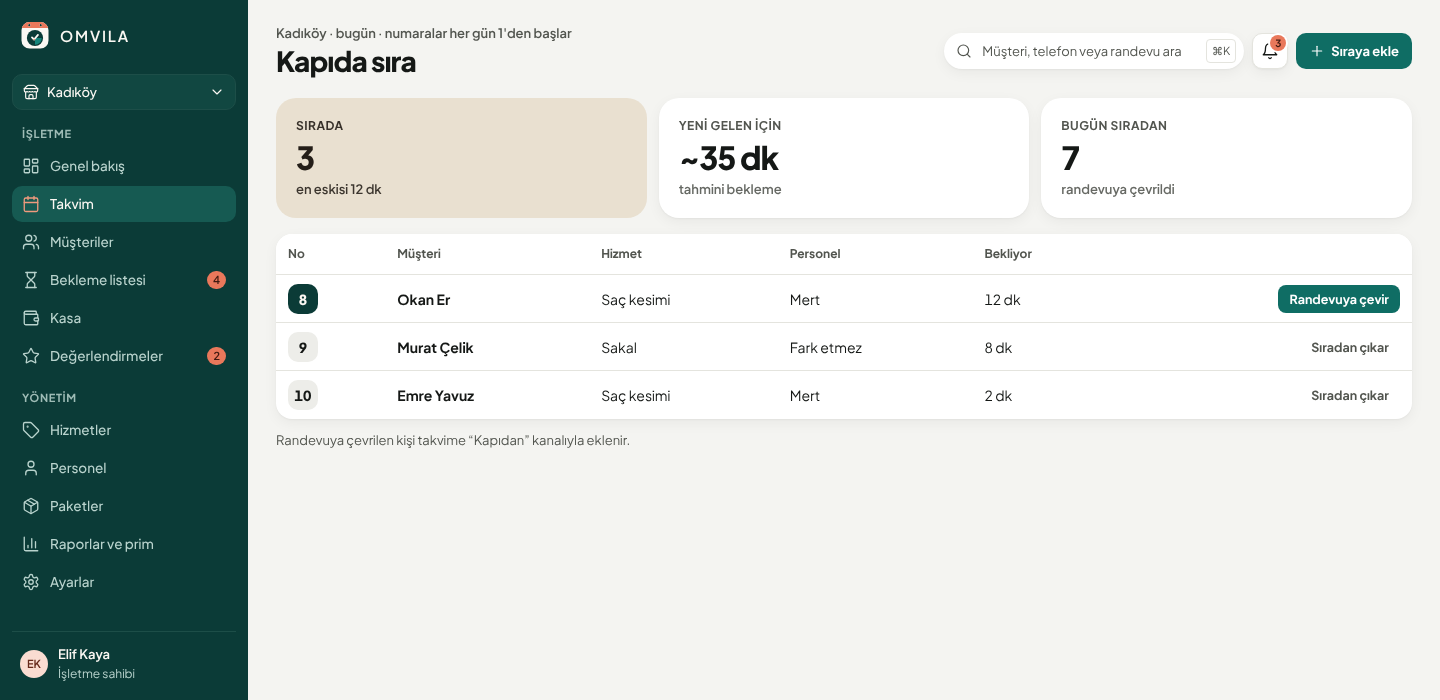 OMVILA
Kadıköy
İŞLETME
Genel bakış
Takvim
Müşteriler
Bekleme listesi 4
Kasa
Değerlendirmeler 2
YÖNETİM
Hizmetler
Personel
Paketler
Raporlar ve prim
Ayarlar
EK
Elif Kaya
İşletme sahibi
Kadıköy · bugün · numaralar her gün 1'den başlar
Kapıda sıra
Müşteri, telefon veya randevu ara ⌘K
3
Sıraya ekle
SIRADA
3
en eskisi 12 dk
YENİ GELEN İÇİN
~35 dk
tahmini bekleme
BUGÜN SIRADAN
7
randevuya çevrildi
No Müşteri Hizmet Personel Bekliyor
8 Okan Er Saç kesimi Mert 12 dk Randevuya çevir
9 Murat Çelik Sakal Fark etmez 8 dk Sıradan çıkar
10 Emre Yavuz Saç kesimi Mert 2 dk Sıradan çıkar
Randevuya çevrilen kişi takvime “Kapıdan” kanalıyla eklenir.